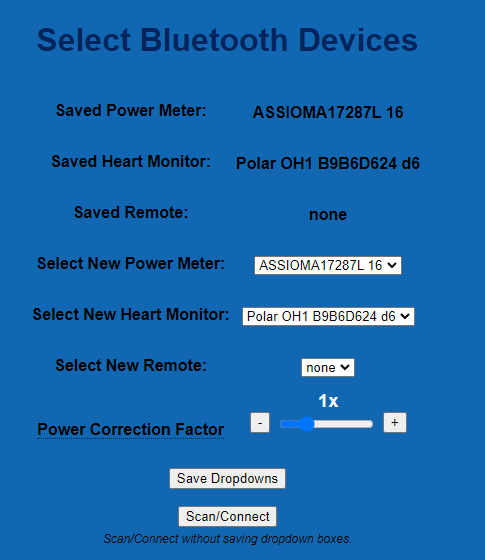 Select Bluetooth Devices
Saved Power Meter: ASSIOMA17287L 16
Saved Heart Monitor: Polar OH1 B9B6D624 d6
Saved Remote: none
Select New Power Meter: ASSIOMA17287L 16
Select New Heart Monitor: Polar OH1 B9B6D624 d6
Select New Remote: none
1x
Power Correction Factor - +
Save Dropdowns
Scan/Connect
Scan/Connect without saving dropdown boxes.